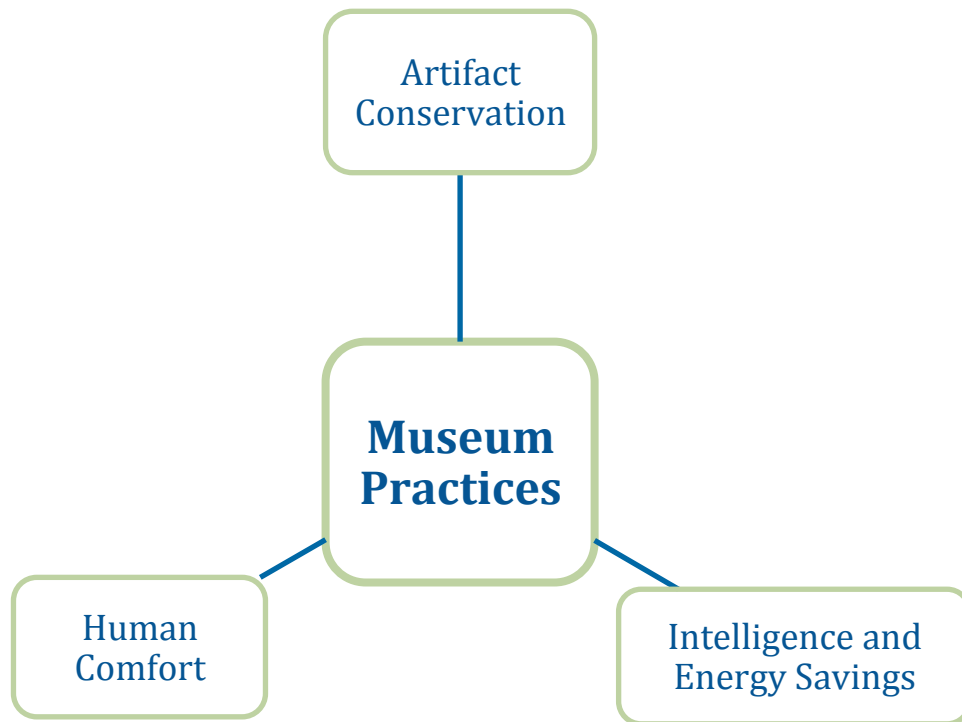 Artifact
Conservation
Museum
Practices
Human
Comfort
Intelligence and
Energy Savings